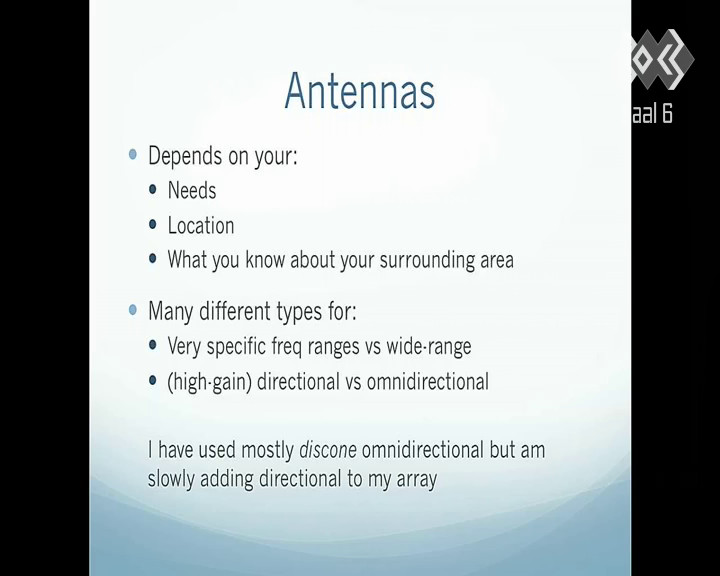 Antennas
Depends on your:
Needs
Location
What you know about your surrounding area
Many different types for:
Very specific freq ranges vs wide-range
(high-gain) directional vs omnidirectional
I have used mostly discone omnidirectional but am
slowly adding directional to my array
aal 6